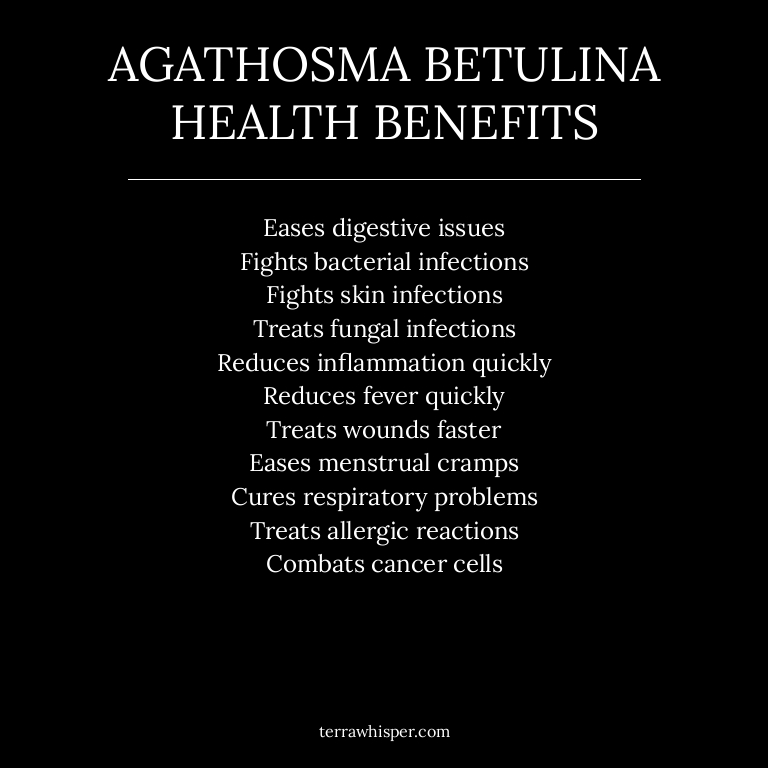 AGATHOSMA BETULINA
HEALTH BENEFITS
Eases digestive issues
Fights bacterial infections
Fights skin infections
Treats fungal infections
Reduces inflammation quickly
Reduces fever quickly
Treats wounds faster
Eases menstrual cramps
Cures respiratory problems
Treats allergic reactions
Combats cancer cells
terrawhisper.com